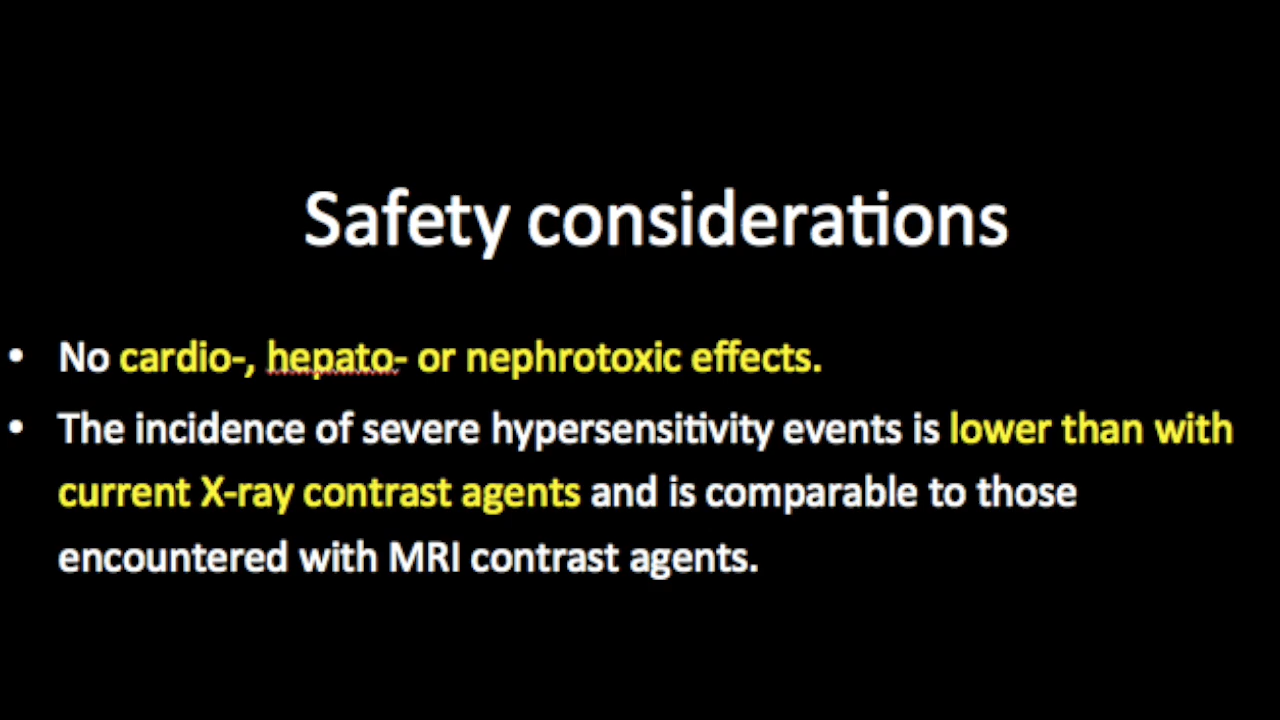 Safety considerations
• No cardio-, hepato- or nephrotoxic effects.
• The incidence of severe hypersensitivity events is lower than with
current X-ray contrast agents and is comparable to those
encountered with MRI contrast agents.